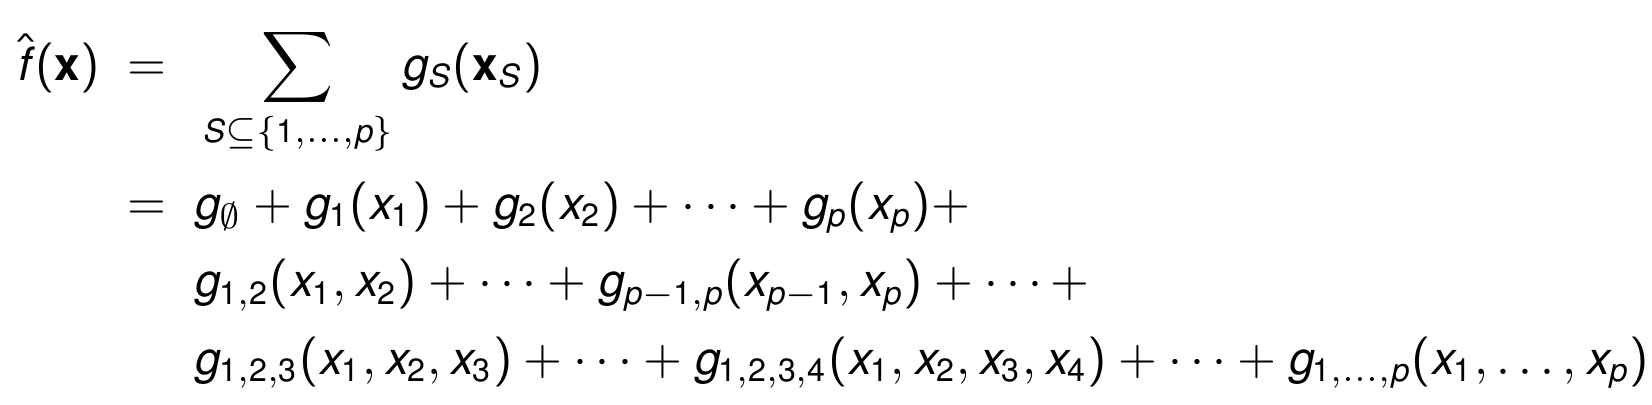 f̂(x) = ∑_{S⊆{1,...,p}} g_S(x_S)
= g_∅ + g_1(x_1) + g_2(x_2) + ··· + g_p(x_p)+
g_{1,2}(x_1, x_2) + ··· + g_{p−1,p}(x_{p−1}, x_p) + ··· +
g_{1,2,3}(x_1, x_2, x_3) + ··· + g_{1,2,3,4}(x_1, x_2, x_3, x_4) + ··· + g_{1,...,p}(x_1, ..., x_p)